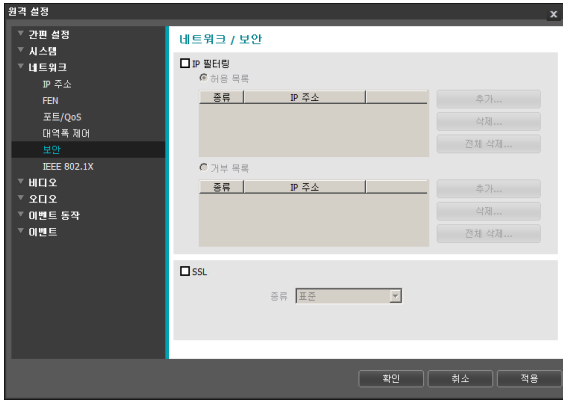 원격 설정
x
간편 설정
시스템
네트워크
IP 주소
FEN
포트/QoS
대역폭 제어
보안
IEEE 802.1X
비디오
오디오
이벤트 동작
이벤트
네트워크 / 보안
IP 필터링
허용 목록
종류 IP 주소
추가...
삭제...
전체 삭제...
거부 목록
종류 IP 주소
추가...
삭제...
전체 삭제...
SSL
종류 표준
확인 취소 적용